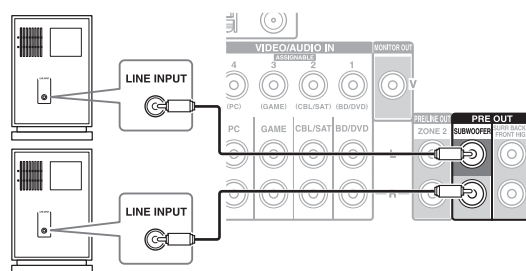 VIDEO/AUDIO IN
MONITOR OUT
ASSIGNABLE
4 3 2 1
(PC) (GAME) (CBL/SAT) (BD/DVD)
V
LINE INPUT
PRE/LINE OUT
PRE OUT
PC GAME CBL/SAT BD/DVD
ZONE 2
SUBWOOFER
SURR BACK
FRONT HIG
L
R
LINE INPUT